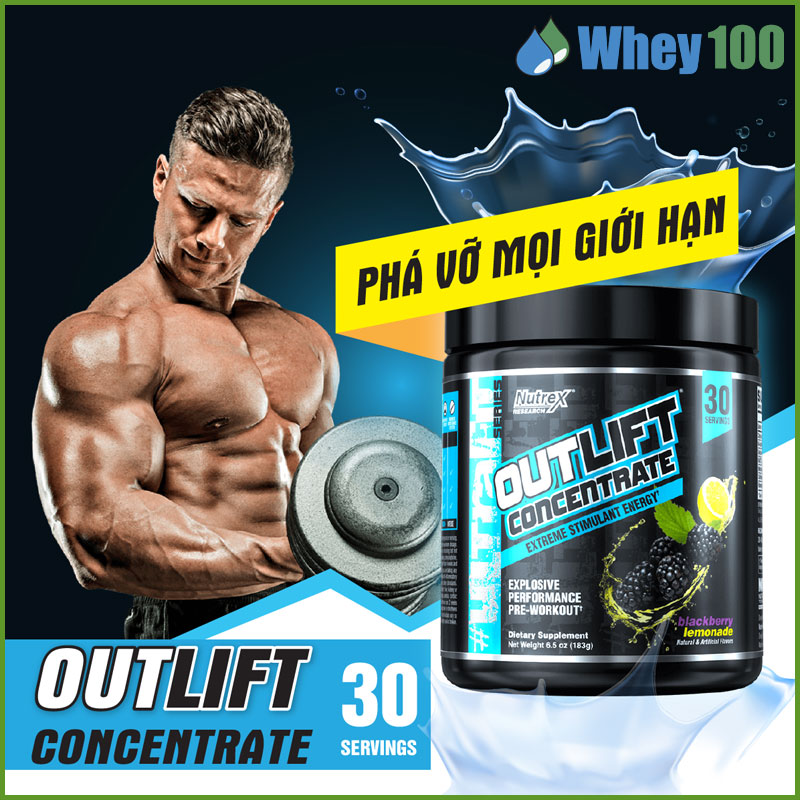 Whey100
PHÁ VỠ MỌI GIỚI HẠN
Nutrex
RESEARCH
30
SERVINGS
OUTLIFT
CONCENTRATE
EXTREME STIMULANT ENERGY†
EXPLOSIVE
PERFORMANCE
PRE-WORKOUT†
blackberry
lemonade
Natural & Artificial Flavors
Dietary Supplement
Net Weight 6.5 oz (183g)
SERIES
OUTLIFT
CONCENTRATE
30
SERVINGS